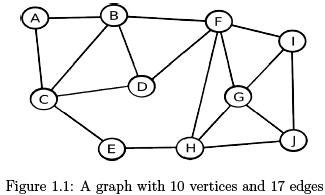 A
B
F
I
D
C
G
E
H
J
Figure 1.1: A graph with 10 vertices and 17 edges